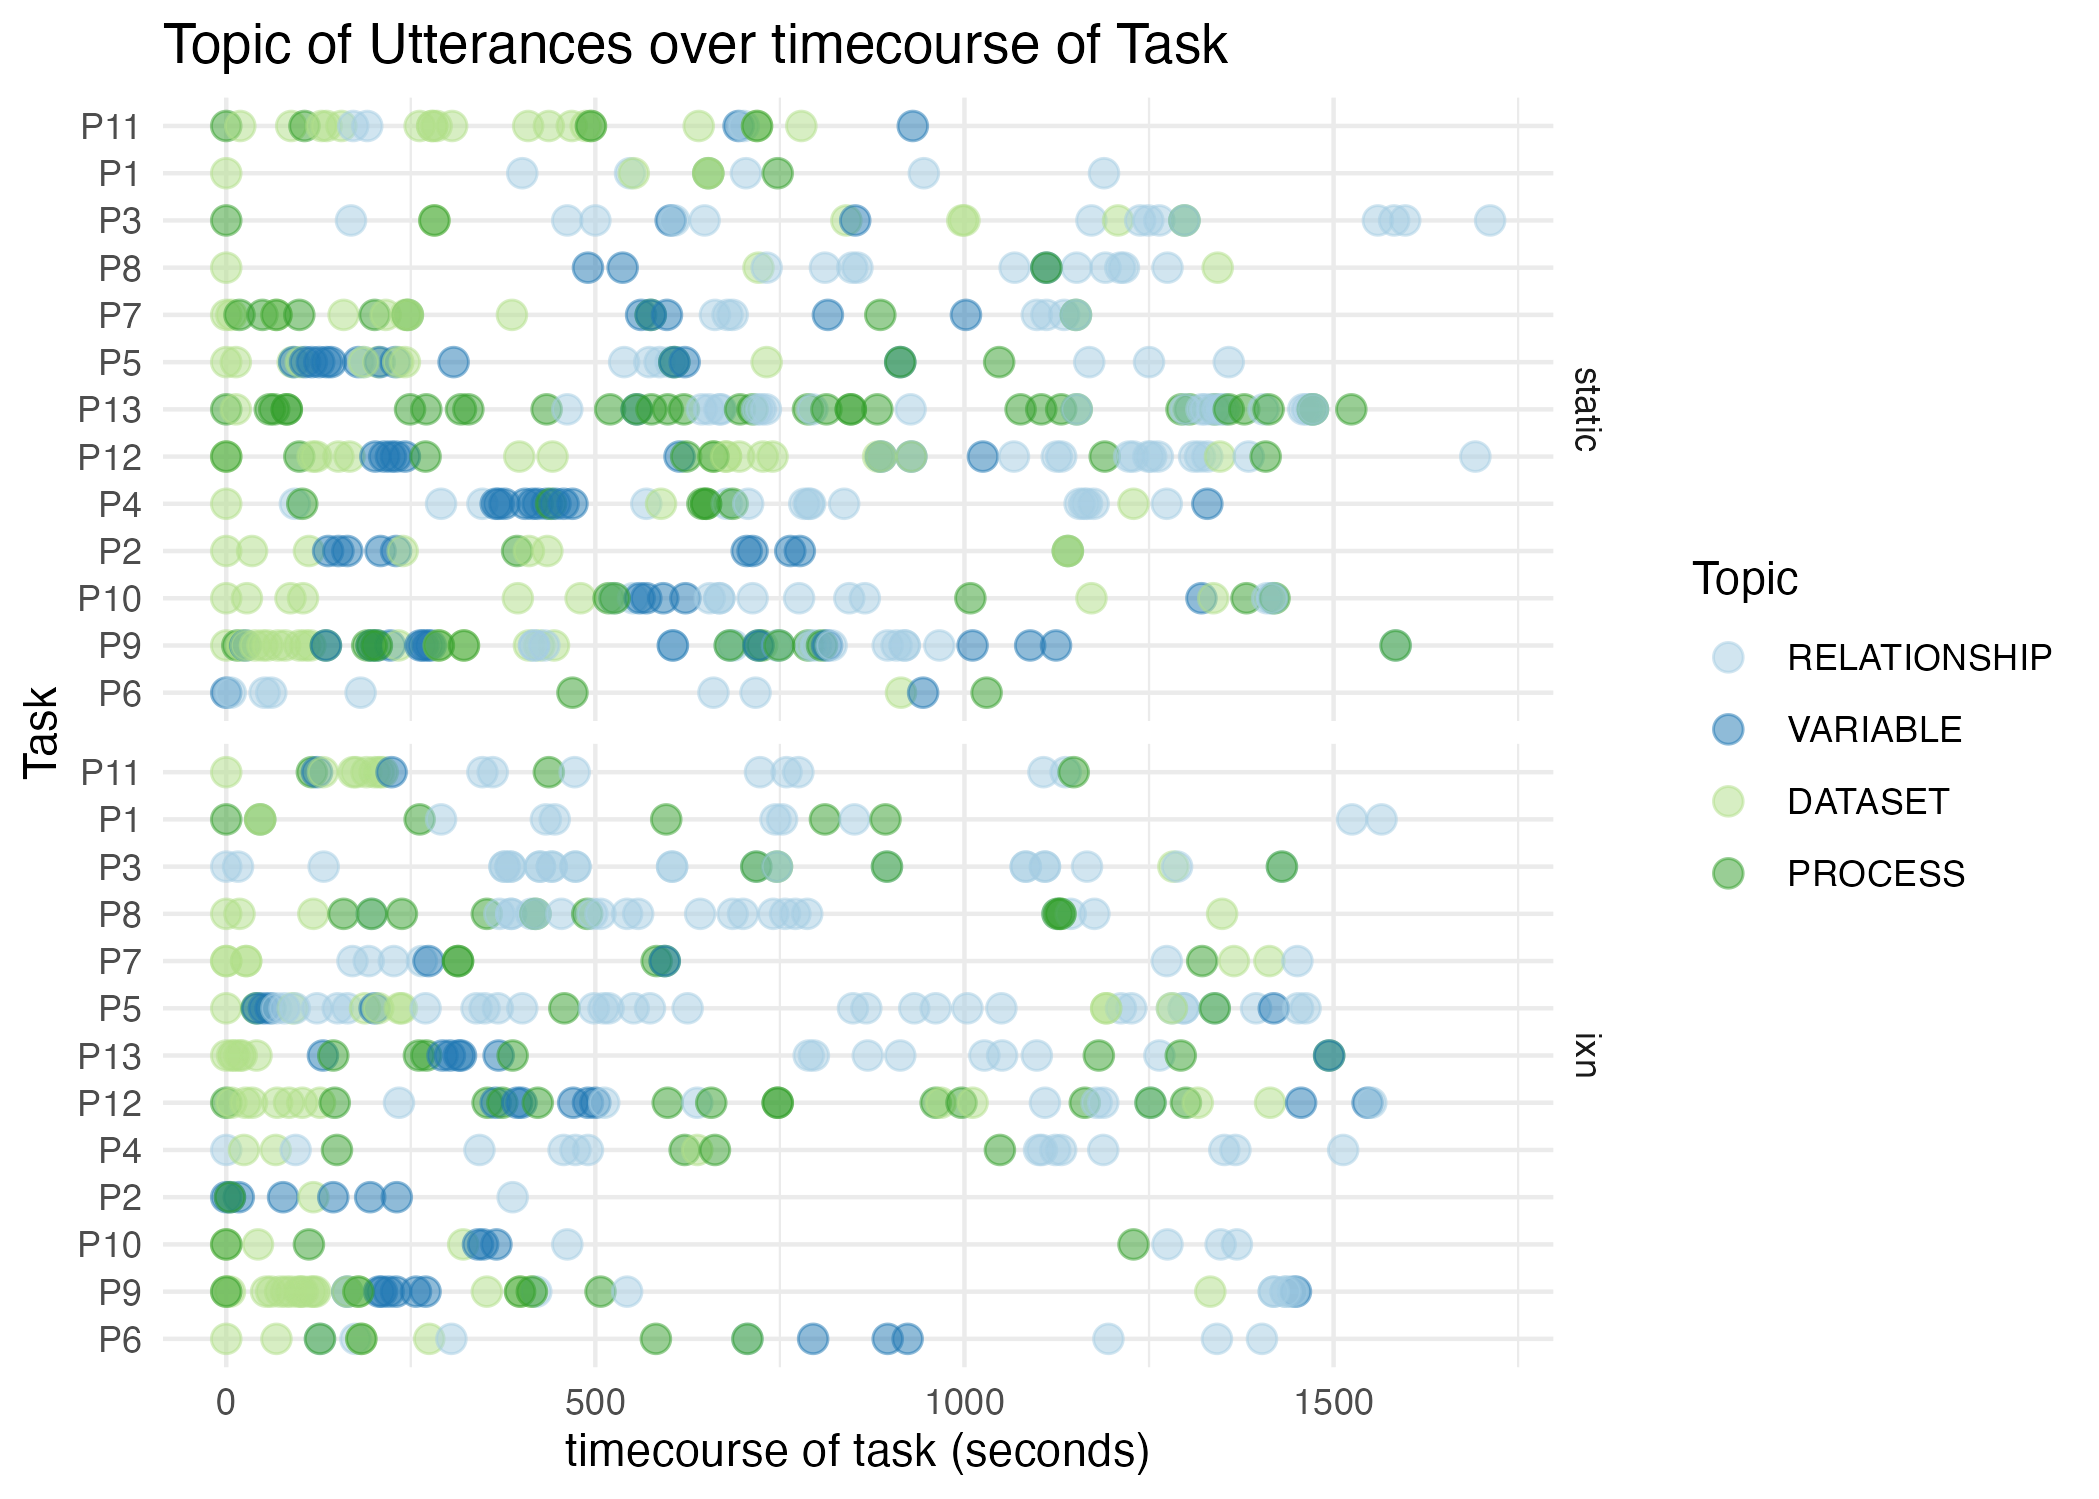 Topic of Utterances over timecourse of Task
P11
P1
P3
P8
P7
P5
P13
P12
P4
P2
P10
P9
P6
static
P11
P1
P3
P8
P7
P5
P13
P12
P4
P2
P10
P9
P6
ixn
Task
0 500 1000 1500
timecourse of task (seconds)
Topic
RELATIONSHIP
VARIABLE
DATASET
PROCESS